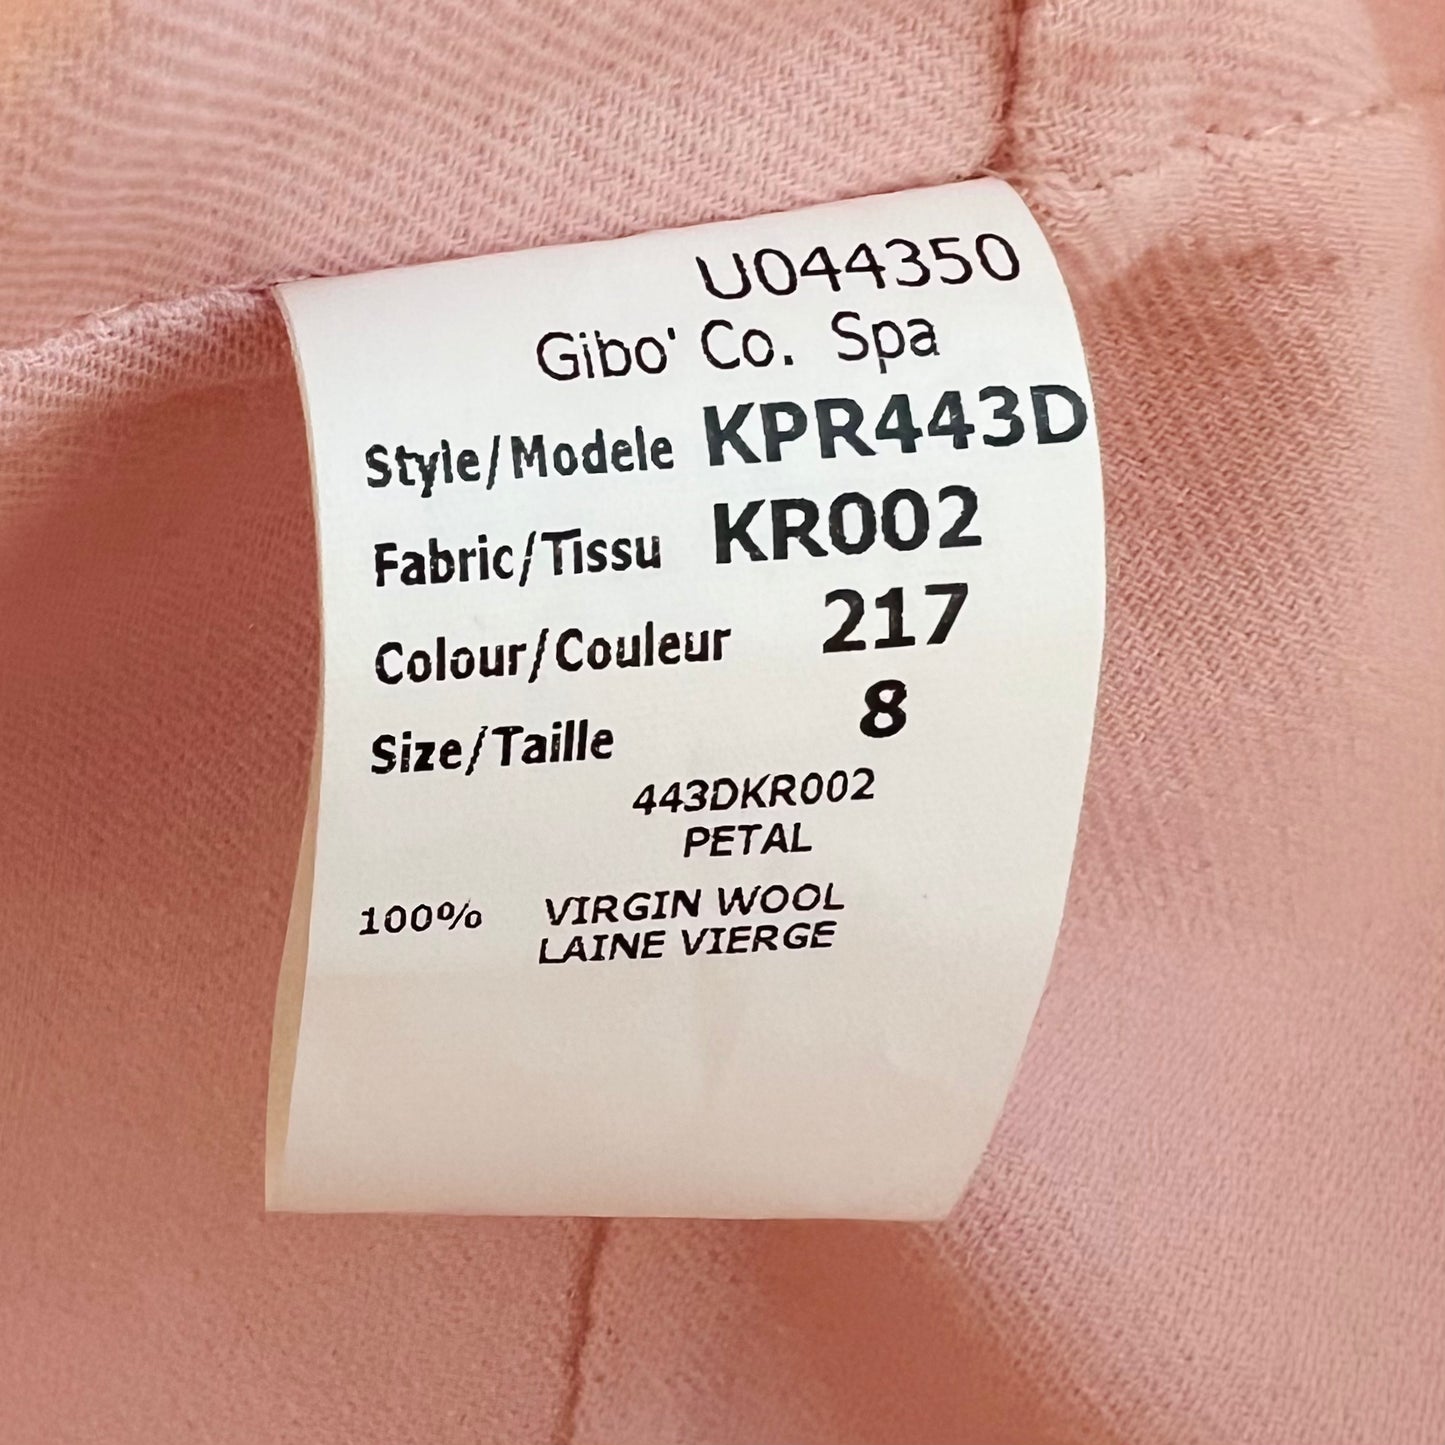 U044350
Gibo' Co. Spa
Style/Modele KPR443D
Fabric/Tissu KR002
Colour/Couleur 217
Size/Taille 8
443DKR002
PETAL
100% VIRGIN WOOL
LAINE VIERGE